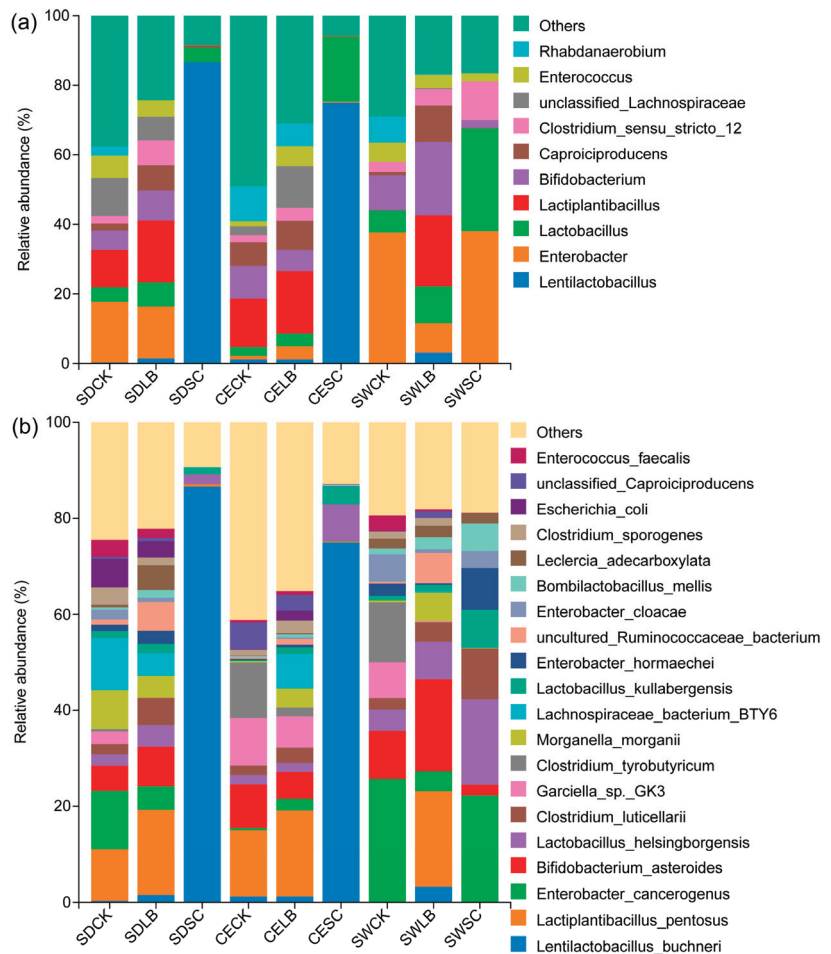 (a)
Relative abundance (%)
100
80
60
40
20
0
SDCK
SDLB
SDSC
CECK
CELB
CESC
SWCK
SWLB
SWSC
Others
Rhabdanaerobium
Enterococcus
unclassified_Lachnospiraceae
Clostridium_sensu_stricto_12
Caproiciproducens
Bifidobacterium
Lactiplantibacillus
Lactobacillus
Enterobacter
Lentilactobacillus
(b)
Relative abundance (%)
100
80
60
40
20
0
SDCK
SDLB
SDSC
CECK
CELB
CESC
SWCK
SWLB
SWSC
Others
Enterococcus_faecalis
unclassified_Caproiciproducens
Escherichia_coli
Clostridium_sporogenes
Leclercia_adecarboxylata
Bombilactobacillus_mellis
Enterobacter_cloacae
uncultured_Ruminococcaceae_bacterium
Enterobacter_hormaechei
Lactobacillus_kullabergensis
Lachnospiraceae_bacterium_BTY6
Morganella_morganii
Clostridium_tyrobutyricum
Garciella_sp._GK3
Clostridium_luticellarii
Lactobacillus_helsingborgensis
Bifidobacterium_asteroides
Enterobacter_cancerogenus
Lactiplantibacillus_pentosus
Lentilactobacillus_buchneri